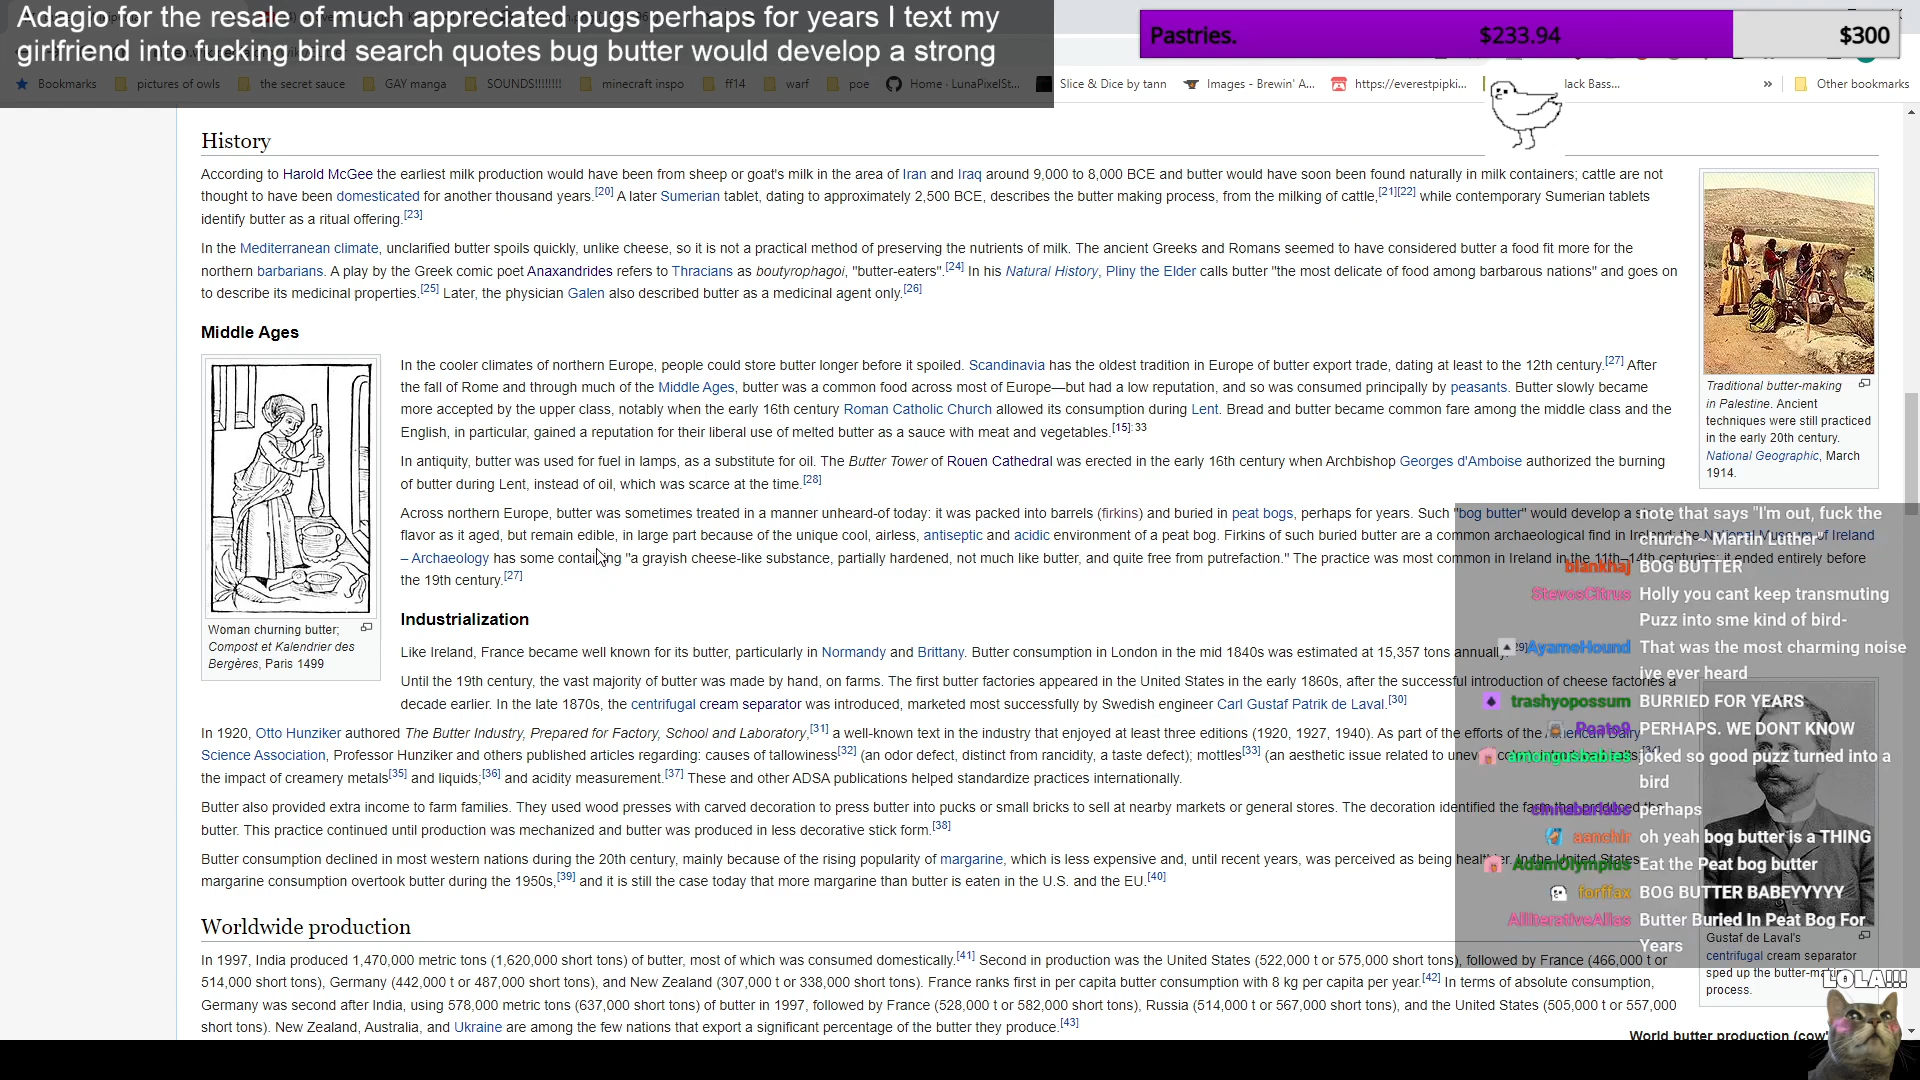 Adagio for the resale of much appreciated pugs perhaps for years I text my
girlfriend into fucking bird search quotes bug butter would develop a strong
Pastries. $233.94 $300
Bookmarks pictures of owls the secret sauce GAY manga SOUNDS!!!!!!!! minecraft inspo ff14 warf poe Home · LunaPixelSt... Slice & Dice by tann Images - Brewin' A... https://everestpipki... lack Bass... » Other bookmarks
History
According to Harold McGee the earliest milk production would have been from sheep or goat's milk in the area of Iran and Iraq around 9,000 to 8,000 BCE and butter would have soon been found naturally in milk containers; cattle are not
thought to have been domesticated for another thousand years.[20] A later Sumerian tablet, dating to approximately 2,500 BCE, describes the butter making process, from the milking of cattle,[21][22] while contemporary Sumerian tablets
identify butter as a ritual offering.[23]
In the Mediterranean climate, unclarified butter spoils quickly, unlike cheese, so it is not a practical method of preserving the nutrients of milk. The ancient Greeks and Romans seemed to have considered butter a food fit more for the
northern barbarians. A play by the Greek comic poet Anaxandrides refers to Thracians as boutyrophagoi, "butter-eaters".[24] In his Natural History, Pliny the Elder calls butter "the most delicate of food among barbarous nations" and goes on
to describe its medicinal properties.[25] Later, the physician Galen also described butter as a medicinal agent only.[26]
Traditional butter-making
in Palestine. Ancient
techniques were still practiced
in the early 20th century.
National Geographic, March
1914.
Middle Ages
In the cooler climates of northern Europe, people could store butter longer before it spoiled. Scandinavia has the oldest tradition in Europe of butter export trade, dating at least to the 12th century.[27] After
the fall of Rome and through much of the Middle Ages, butter was a common food across most of Europe—but had a low reputation, and so was consumed principally by peasants. Butter slowly became
more accepted by the upper class, notably when the early 16th century Roman Catholic Church allowed its consumption during Lent. Bread and butter became common fare among the middle class and the
English, in particular, gained a reputation for their liberal use of melted butter as a sauce with meat and vegetables.[15]: 33
In antiquity, butter was used for fuel in lamps, as a substitute for oil. The Butter Tower of Rouen Cathedral was erected in the early 16th century when Archbishop Georges d'Amboise authorized the burning
of butter during Lent, instead of oil, which was scarce at the time.[28]
Across northern Europe, butter was sometimes treated in a manner unheard-of today: it was packed into barrels (firkins) and buried in peat bogs, perhaps for years. Such "bog butter" would develop a strong
flavor as it aged, but remain edible, in large part because of the unique cool, airless, antiseptic and acidic environment of a peat bog. Firkins of such buried butter are a common archaeological find in Ireland; the National Museum of Ireland
– Archaeology has some containing "a grayish cheese-like substance, partially hardened, not much like butter, and quite free from putrefaction." The practice was most common in Ireland in the 11th–14th centuries; it ended entirely before
the 19th century.[27]
Woman churning butter;
Compost et Kalendrier des
Bergères, Paris 1499
Industrialization
Like Ireland, France became well known for its butter, particularly in Normandy and Brittany. Butter consumption in London in the mid 1840s was estimated at 15,357 tons annually.[29]
Until the 19th century, the vast majority of butter was made by hand, on farms. The first butter factories appeared in the United States in the early 1860s, after the successful introduction of cheese factories a
decade earlier. In the late 1870s, the centrifugal cream separator was introduced, marketed most successfully by Swedish engineer Carl Gustaf Patrik de Laval.[30]
In 1920, Otto Hunziker authored The Butter Industry, Prepared for Factory, School and Laboratory,[31] a well-known text in the industry that enjoyed at least three editions (1920, 1927, 1940). As part of the efforts of the American Dairy
Science Association, Professor Hunziker and others published articles regarding: causes of tallowiness[32] (an odor defect, distinct from rancidity, a taste defect); mottles[33] (an aesthetic issue related to
the impact of creamery metals[35] and liquids;[36] and acidity measurement.[37] These and other ADSA publications helped standardize practices internationally.
Butter also provided extra income to farm families. They used wood presses with carved decoration to press butter into pucks or small bricks to sell at nearby markets or general stores. The decoration identified the farm that produced the
butter. This practice continued until production was mechanized and butter was produced in less decorative stick form.[38]
Butter consumption declined in most western nations during the 20th century, mainly because of the rising popularity of margarine, which is less expensive and, until recent years, was perceived as being healthier. In the United States,
margarine consumption overtook butter during the 1950s,[39] and it is still the case today that more margarine than butter is eaten in the U.S. and the EU.[40]
Worldwide production
In 1997, India produced 1,470,000 metric tons (1,620,000 short tons) of butter, most of which was consumed domestically.[41] Second in production was the United States (522,000 t or 575,000 short tons), followed by France (466,000 t or
514,000 short tons), Germany (442,000 t or 487,000 short tons), and New Zealand (307,000 t or 338,000 short tons). France ranks first in per capita butter consumption with 8 kg per capita per year.[42] In terms of absolute consumption,
Germany was second after India, using 578,000 metric tons (637,000 short tons) of butter in 1997, followed by France (528,000 t or 582,000 short tons), Russia (514,000 t or 567,000 short tons), and the United States (505,000 t or 557,000
short tons). New Zealand, Australia, and Ukraine are among the few nations that export a significant percentage of the butter they produce.[43]
note that says "I'm out, fuck the
church ~ Martin Luther"
blankhaj BOG BUTTER
StevosCitrus Holly you cant keep transmuting
Puzz into sme kind of bird-
AyameHound That was the most charming noise
ive ever heard
trashyopossum BURRIED FOR YEARS
Poato9 PERHAPS. WE DONT KNOW
amongusbabies joked so good puzz turned into a
bird
cinnabarlabs perhaps
aanchir oh yeah bog butter is a THING
AdamOlympius Eat the Peat bog butter
forffax BOG BUTTER BABEYYYYY
AlliterativeAlias Butter Buried In Peat Bog For
Years
Gustaf de Laval's
centrifugal cream separator
sped up the butter-making
process.
LOLA!!!
World butter production (cow'